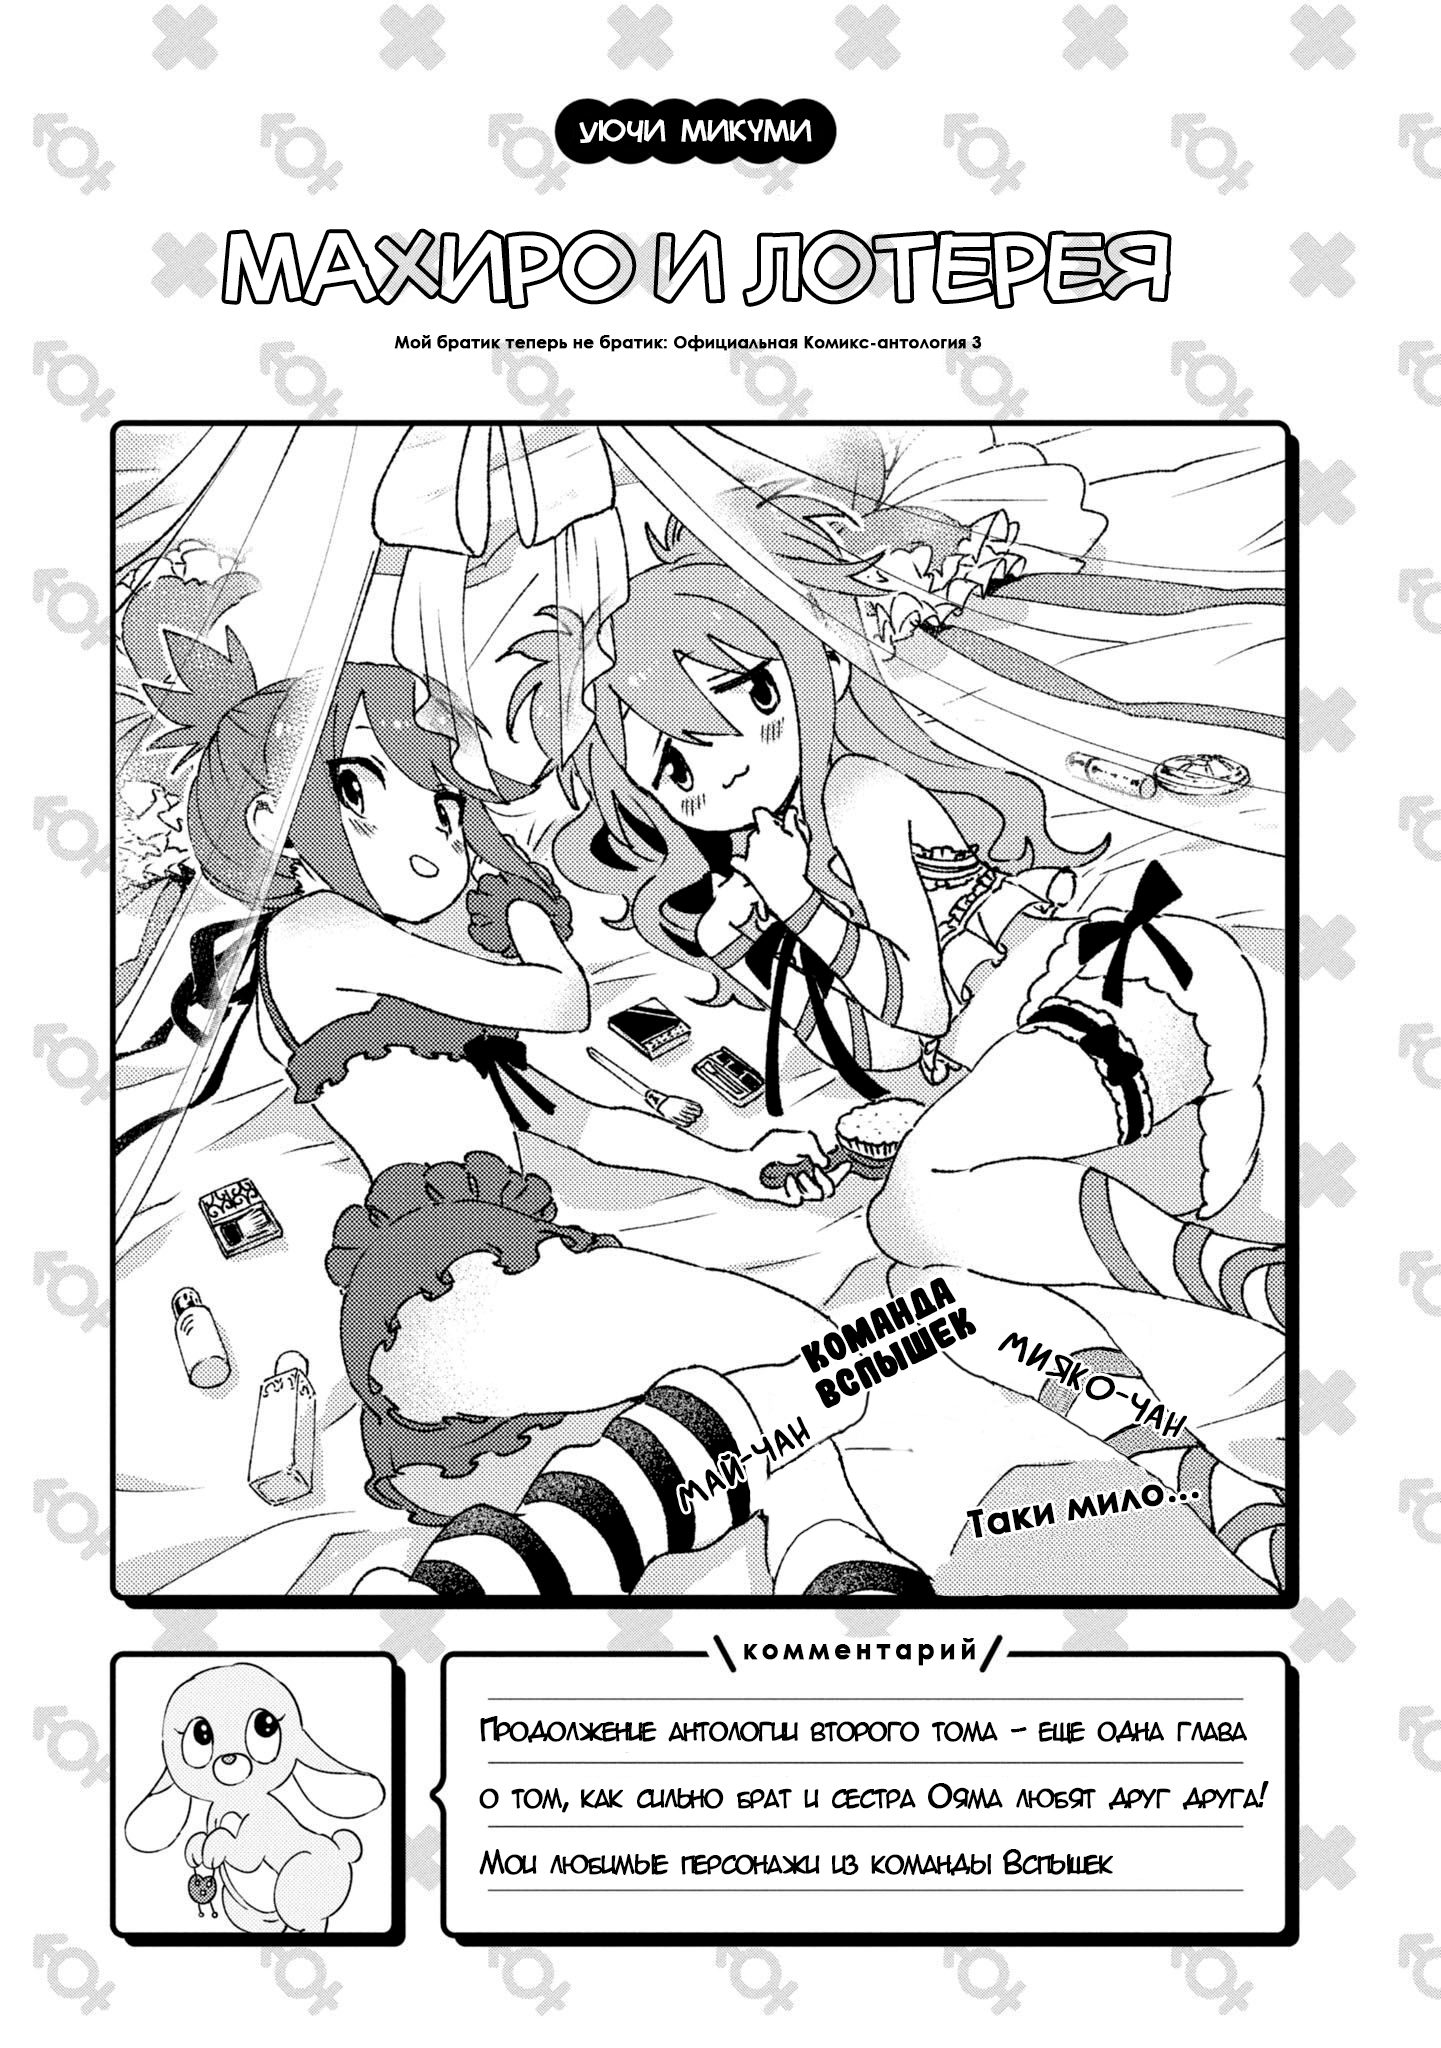 УЮЧИ МИКУМИ
МАХИРО И ЛОТЕРЕЯ
Мой братик теперь не братик: Официальная Комикс-антология 3
КОМАНДА
ВСПЫШЕК
МАЙ-ЧАН
МИЯКО-ЧАН
Таки мило...
комментарий
Продолжение антологии второго тома – еще одна глава
о том, как сильно брат и сестра Ояма любят друг друга!
Мои любимые персонажи из команды Вспышек